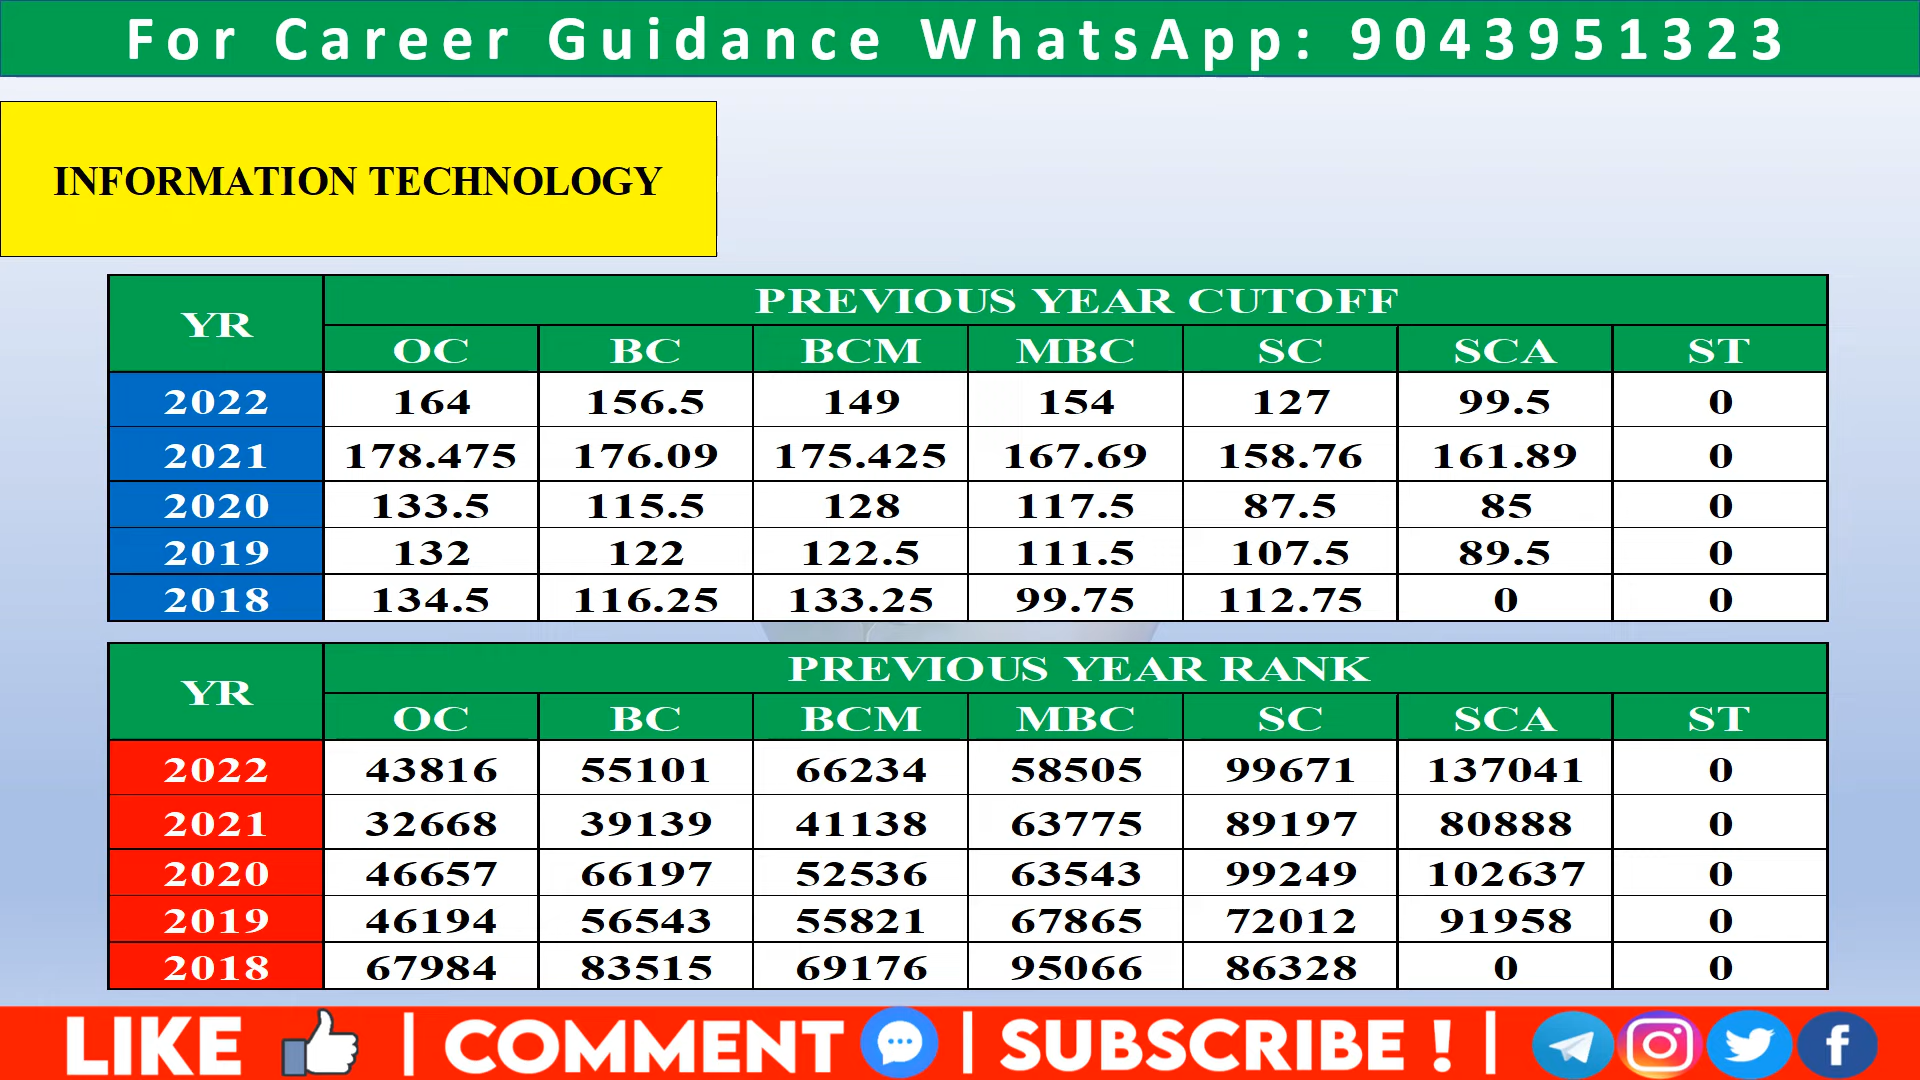 For Career Guidance WhatsApp: 9043951323
INFORMATION TECHNOLOGY
YR PREVIOUS YEAR CUTOFF
OC BC BCM MBC SC SCA ST
2022 164 156.5 149 154 127 99.5 0
2021 178.475 176.09 175.425 167.69 158.76 161.89 0
2020 133.5 115.5 128 117.5 87.5 85 0
2019 132 122 122.5 111.5 107.5 89.5 0
2018 134.5 116.25 133.25 99.75 112.75 0 0
YR PREVIOUS YEAR RANK
OC BC BCM MBC SC SCA ST
2022 43816 55101 66234 58505 99671 137041 0
2021 32668 39139 41138 63775 89197 80888 0
2020 46657 66197 52536 63543 99249 102637 0
2019 46194 56543 55821 67865 72012 91958 0
2018 67984 83515 69176 95066 86328 0 0
LIKE | COMMENT | SUBSCRIBE ! |